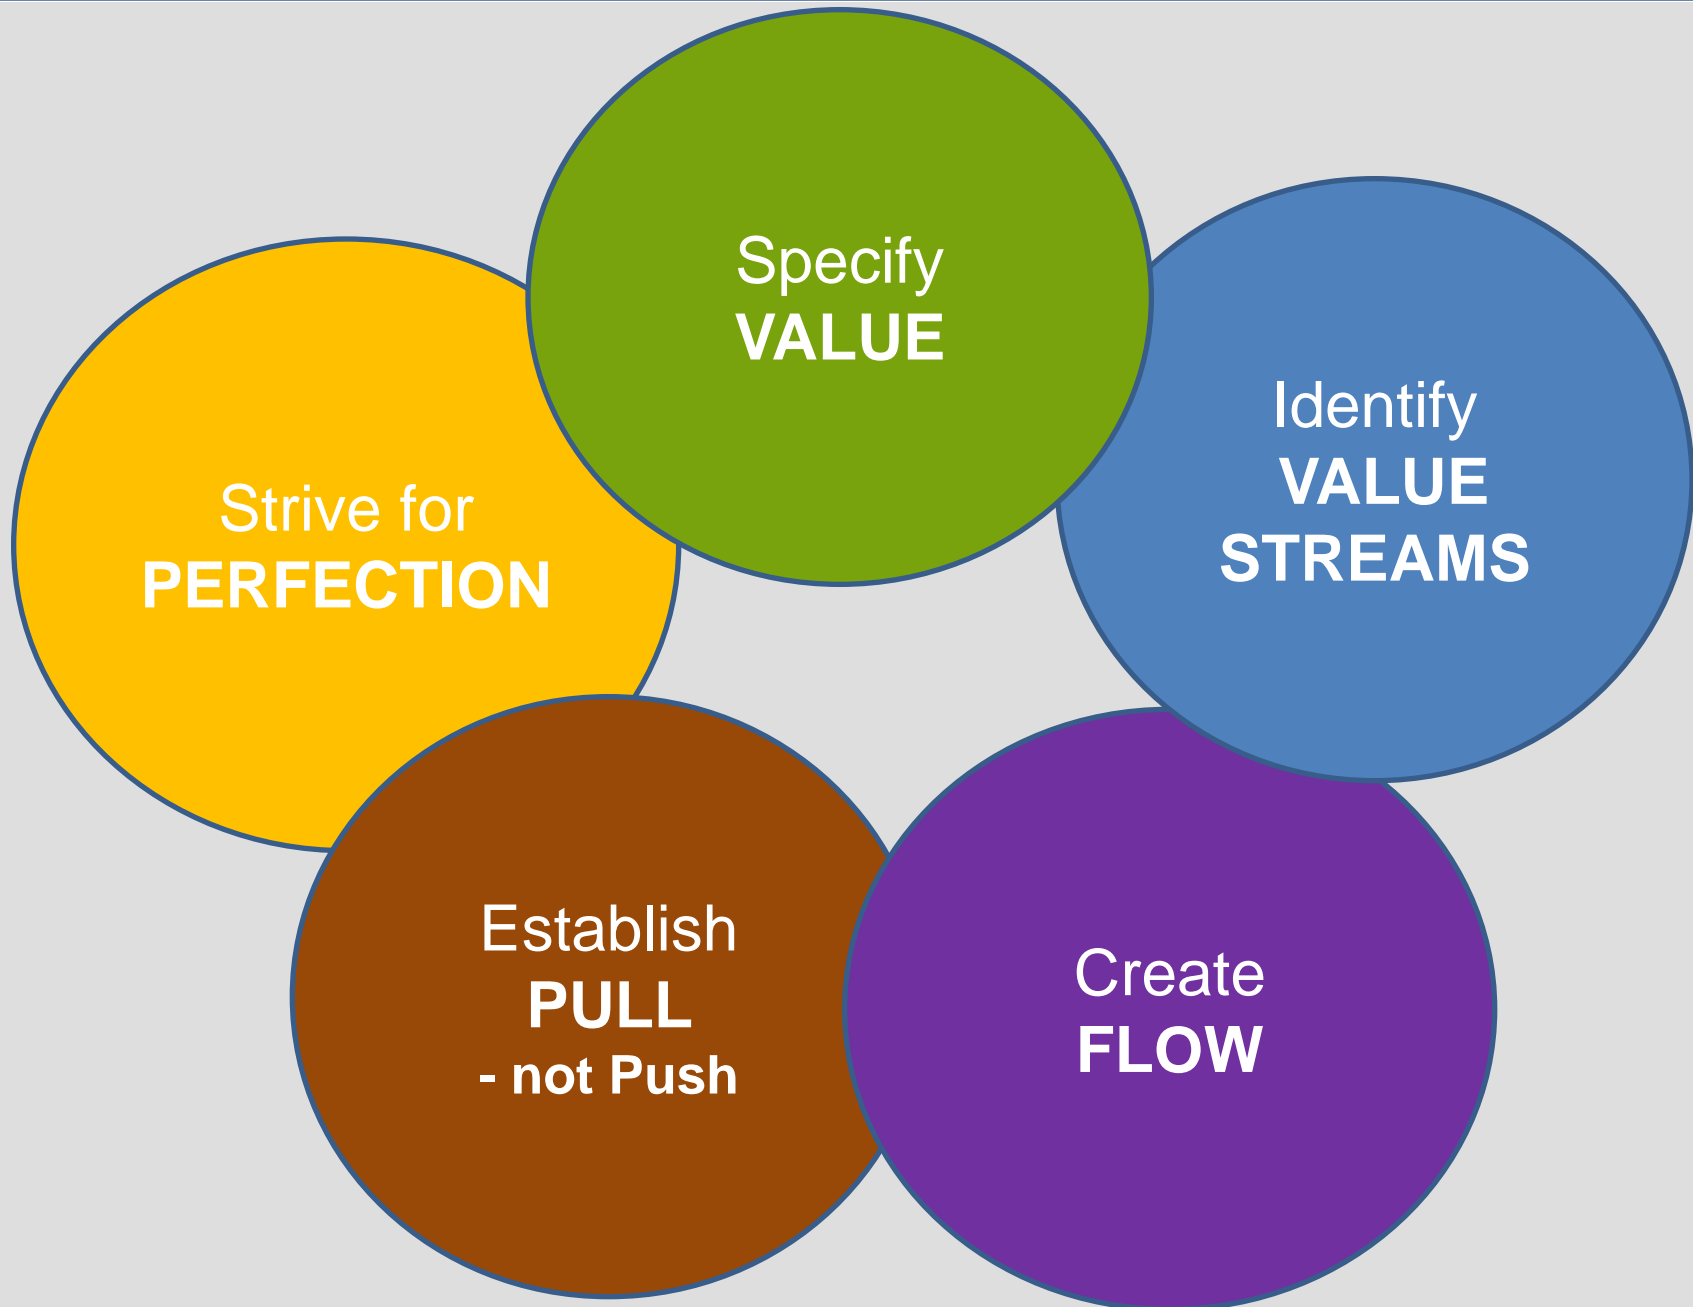 Specify
VALUE
Identify
VALUE
STREAMS
Create
FLOW
Establish
PULL
- not Push
Strive for
PERFECTION